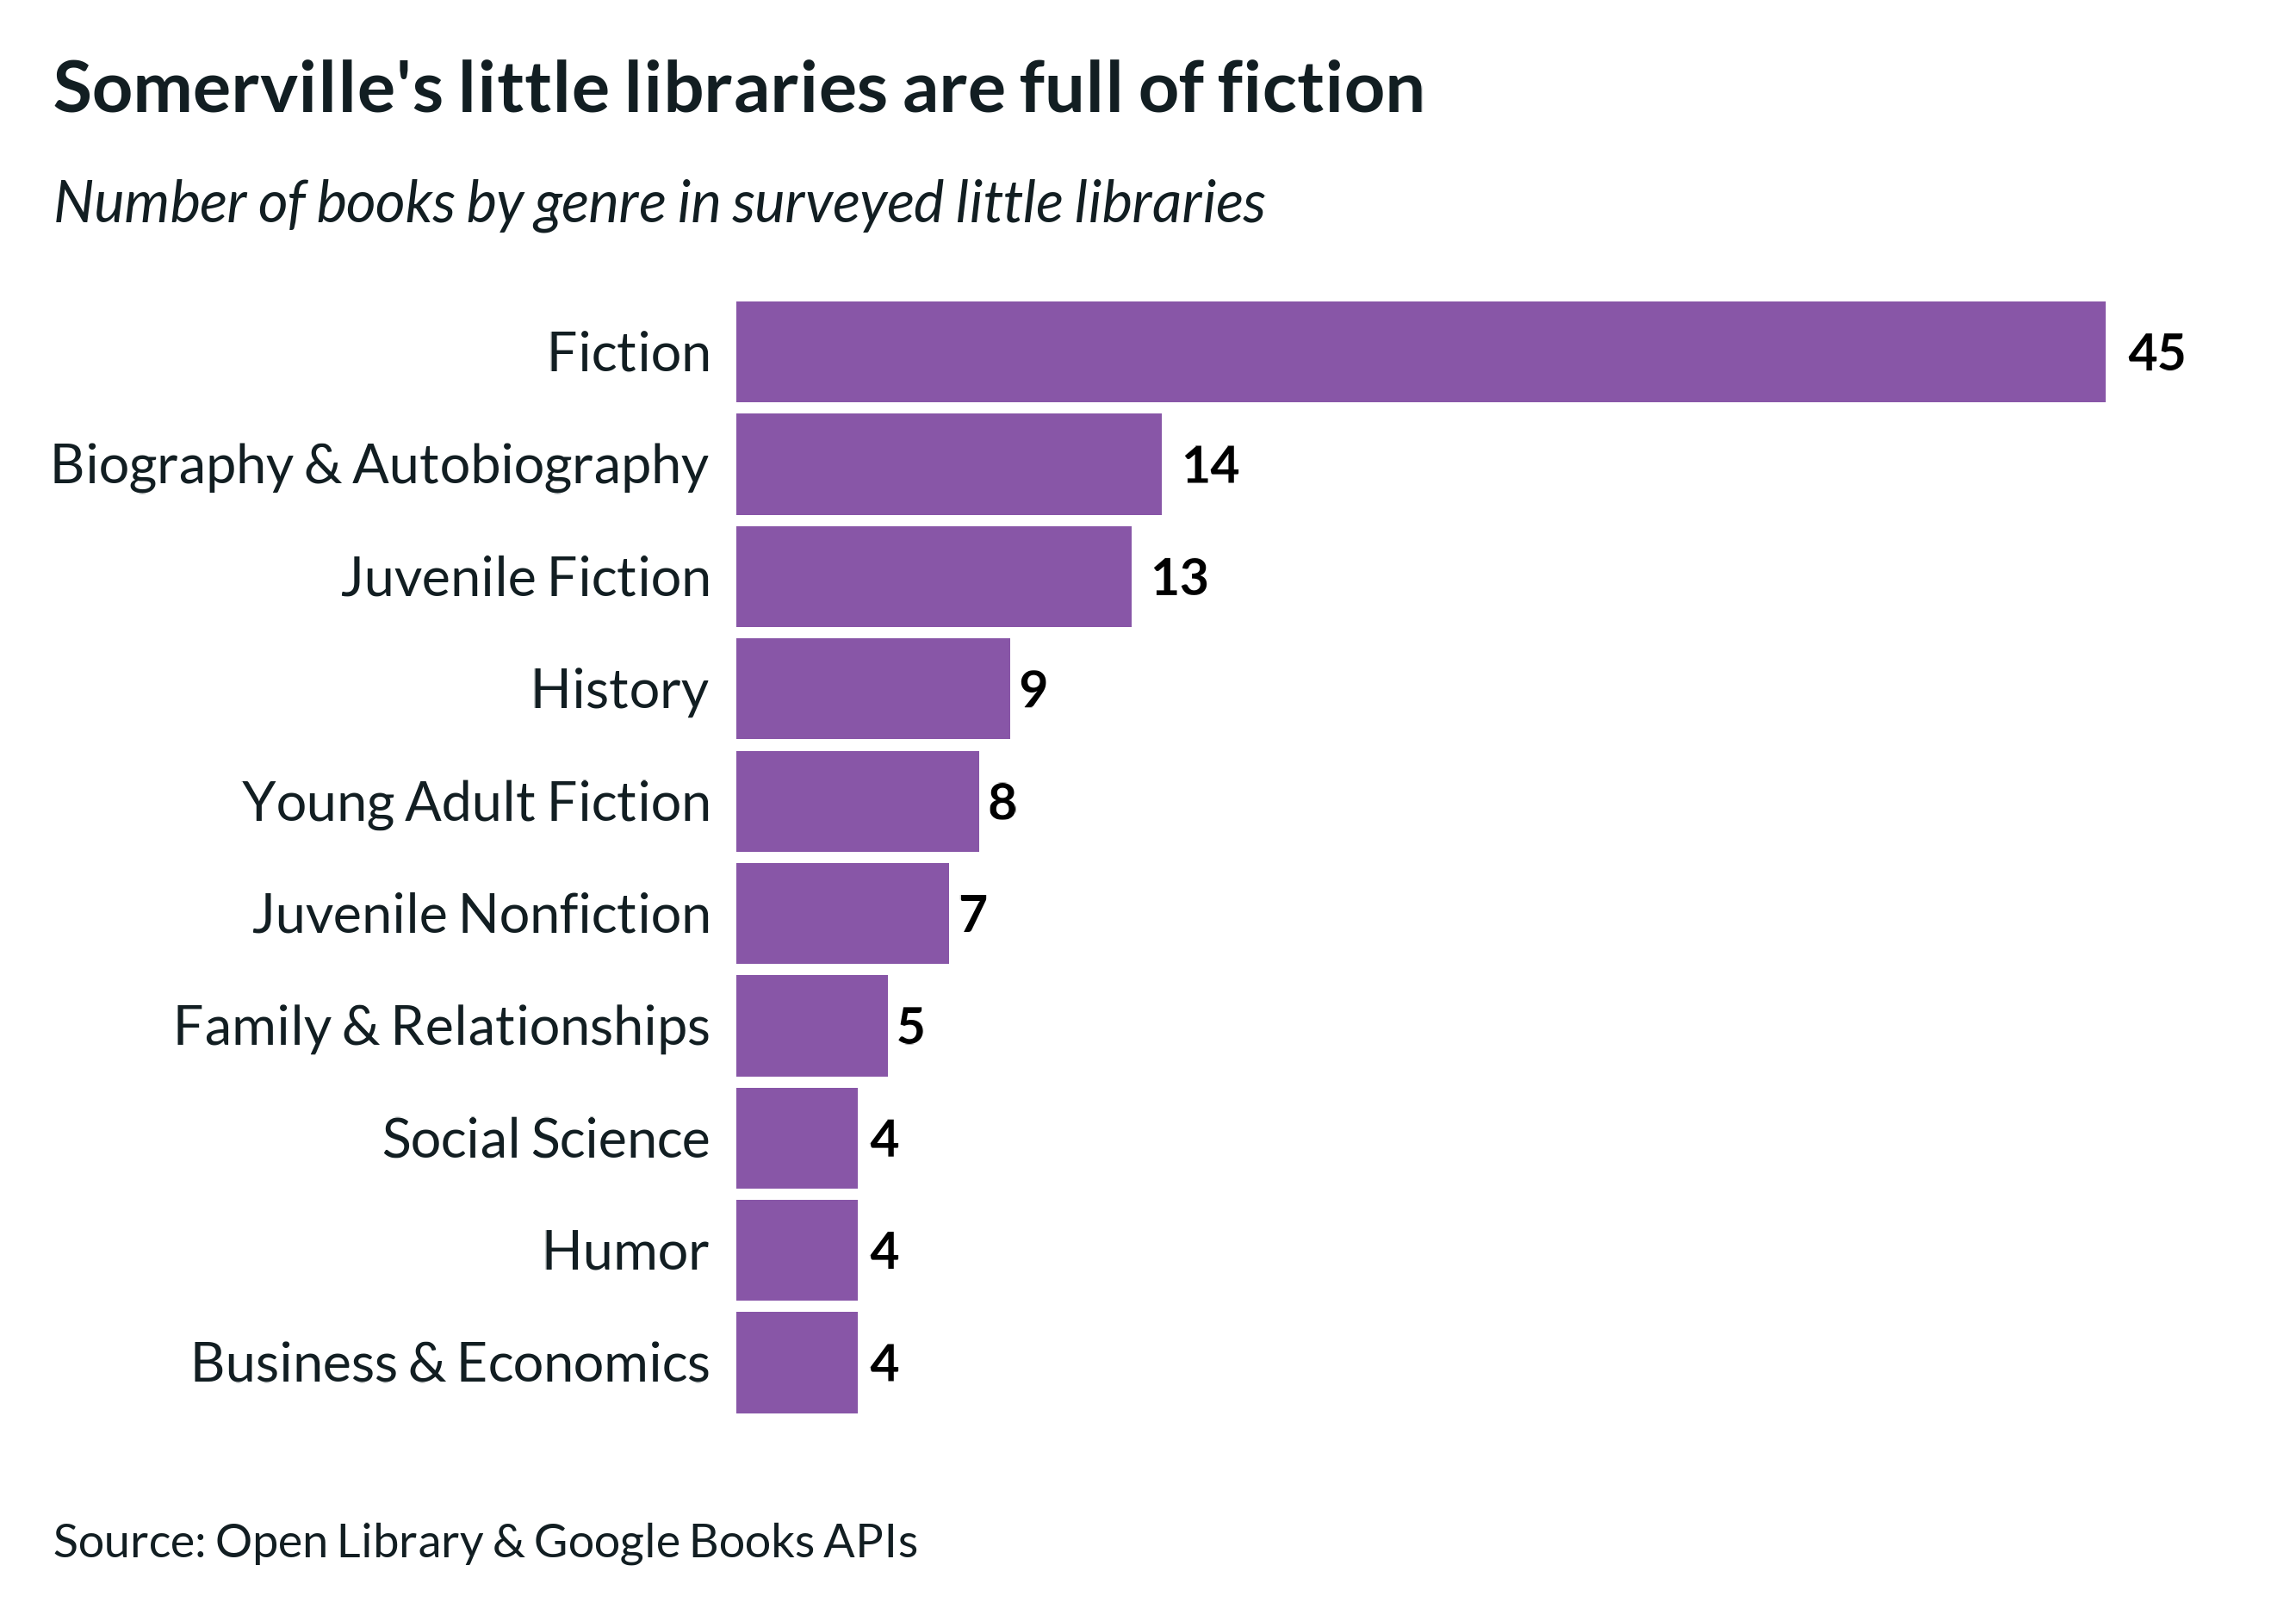 Somerville's little libraries are full of fiction
Number of books by genre in surveyed little libraries
Fiction 45
Biography & Autobiography 14
Juvenile Fiction 13
History 9
Young Adult Fiction 8
Juvenile Nonfiction 7
Family & Relationships 5
Social Science 4
Humor 4
Business & Economics 4
Source: Open Library & Google Books APIs